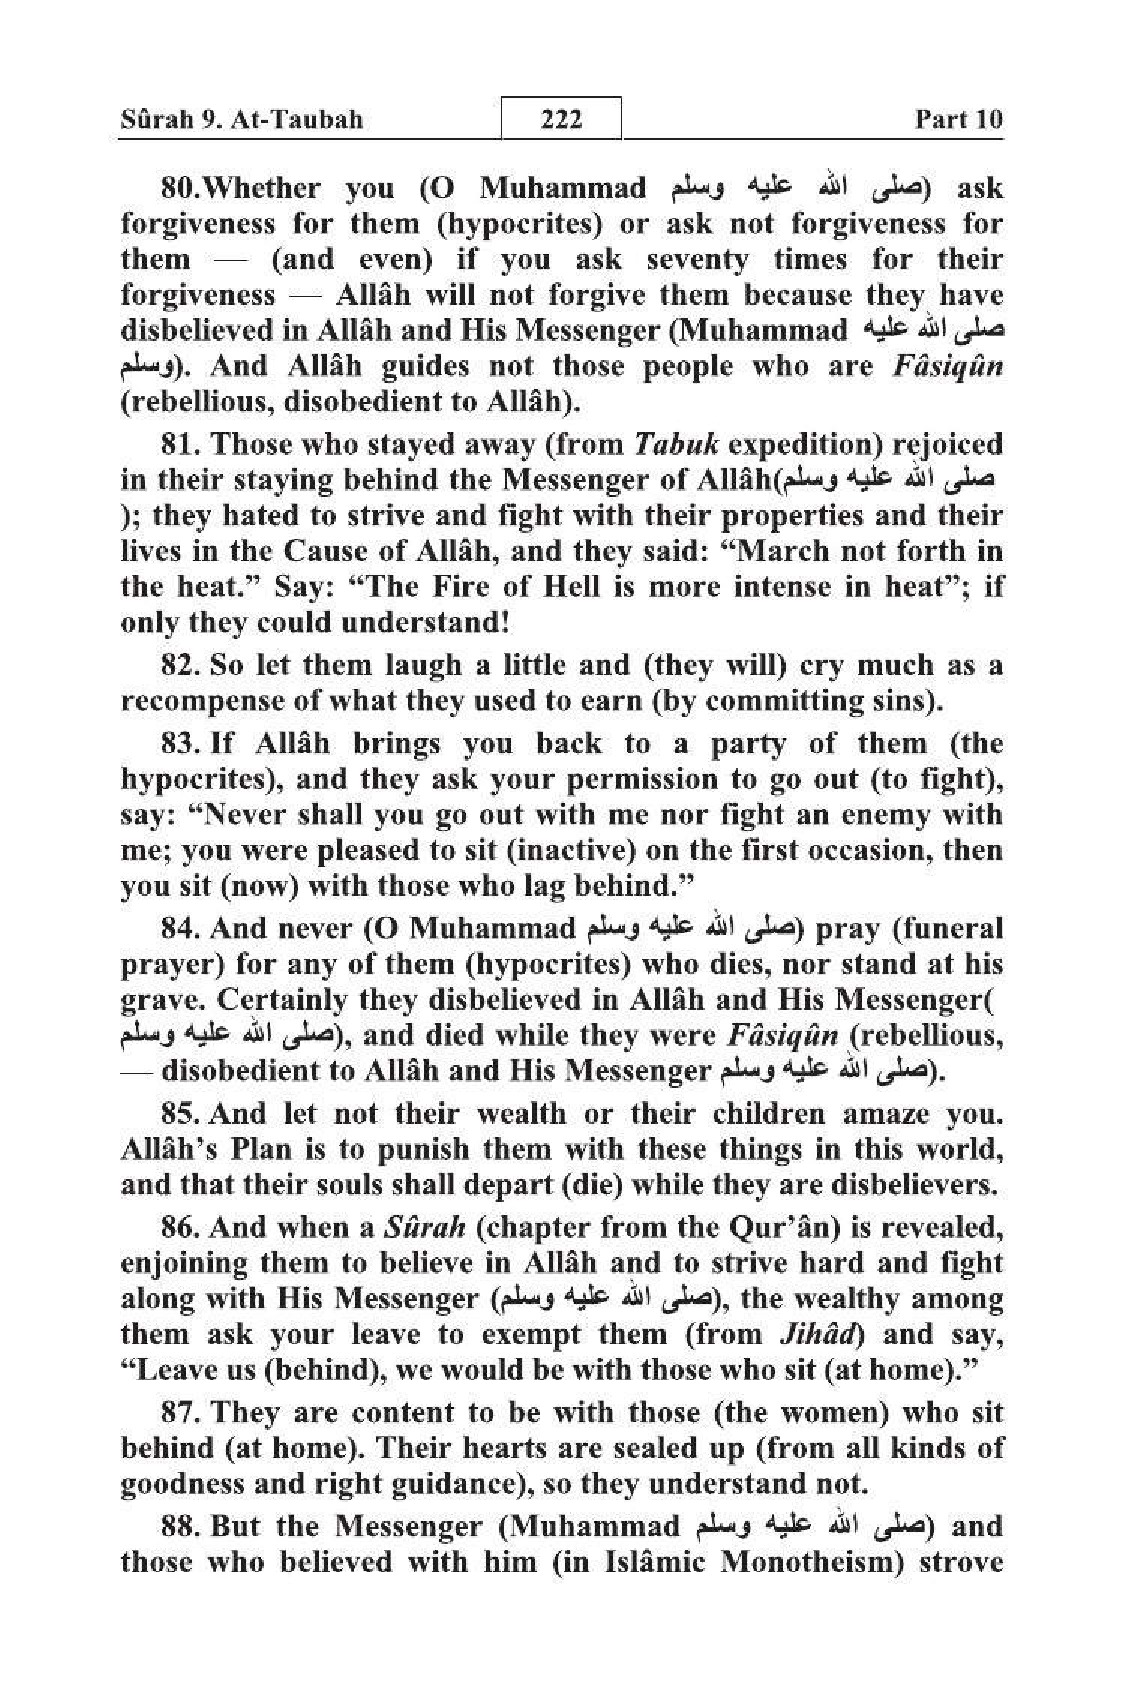 Sûrah 9. At-Taubah 222 Part 10
80.Whether you (O Muhammad صلى الله عليه وسلم) ask
forgiveness for them (hypocrites) or ask not forgiveness for
them — (and even) if you ask seventy times for their
forgiveness — Allâh will not forgive them because they have
disbelieved in Allâh and His Messenger (Muhammad صلى الله عليه
وسلم). And Allâh guides not those people who are Fâsiqûn
(rebellious, disobedient to Allâh).
81. Those who stayed away (from Tabuk expedition) rejoiced
in their staying behind the Messenger of Allâh(صلى الله عليه وسلم
); they hated to strive and fight with their properties and their
lives in the Cause of Allâh, and they said: “March not forth in
the heat.” Say: “The Fire of Hell is more intense in heat”; if
only they could understand!
82. So let them laugh a little and (they will) cry much as a
recompense of what they used to earn (by committing sins).
83. If Allâh brings you back to a party of them (the
hypocrites), and they ask your permission to go out (to fight),
say: “Never shall you go out with me nor fight an enemy with
me; you were pleased to sit (inactive) on the first occasion, then
you sit (now) with those who lag behind.”
84. And never (O Muhammad صلى الله عليه وسلم) pray (funeral
prayer) for any of them (hypocrites) who dies, nor stand at his
grave. Certainly they disbelieved in Allâh and His Messenger(
صلى الله عليه وسلم), and died while they were Fâsiqûn (rebellious,
— disobedient to Allâh and His Messenger صلى الله عليه وسلم).
85. And let not their wealth or their children amaze you.
Allâh’s Plan is to punish them with these things in this world,
and that their souls shall depart (die) while they are disbelievers.
86. And when a Sûrah (chapter from the Qur’ân) is revealed,
enjoining them to believe in Allâh and to strive hard and fight
along with His Messenger (صلى الله عليه وسلم), the wealthy among
them ask your leave to exempt them (from Jihâd) and say,
“Leave us (behind), we would be with those who sit (at home).”
87. They are content to be with those (the women) who sit
behind (at home). Their hearts are sealed up (from all kinds of
goodness and right guidance), so they understand not.
88. But the Messenger (Muhammad صلى الله عليه وسلم) and
those who believed with him (in Islâmic Monotheism) strove